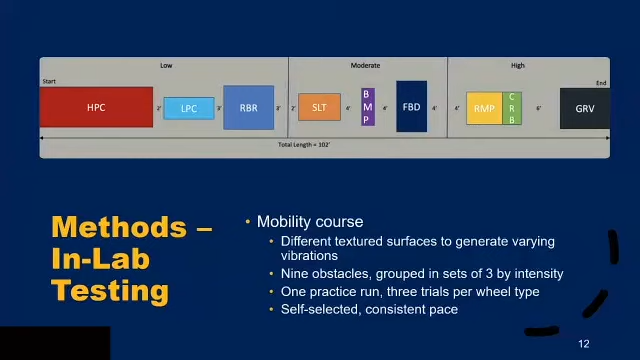 Low Moderate High
Start End
HPC 2' LPC 3' RBR 3' 2' SLT 4' BMP 4' FBD 4' 4' RMP CRB 6' GRV
Total Length = 102'
Methods –
In-Lab
Testing
• Mobility course
• Different textured surfaces to generate varying
vibrations
• Nine obstacles, grouped in sets of 3 by intensity
• One practice run, three trials per wheel type
• Self-selected, consistent pace
12